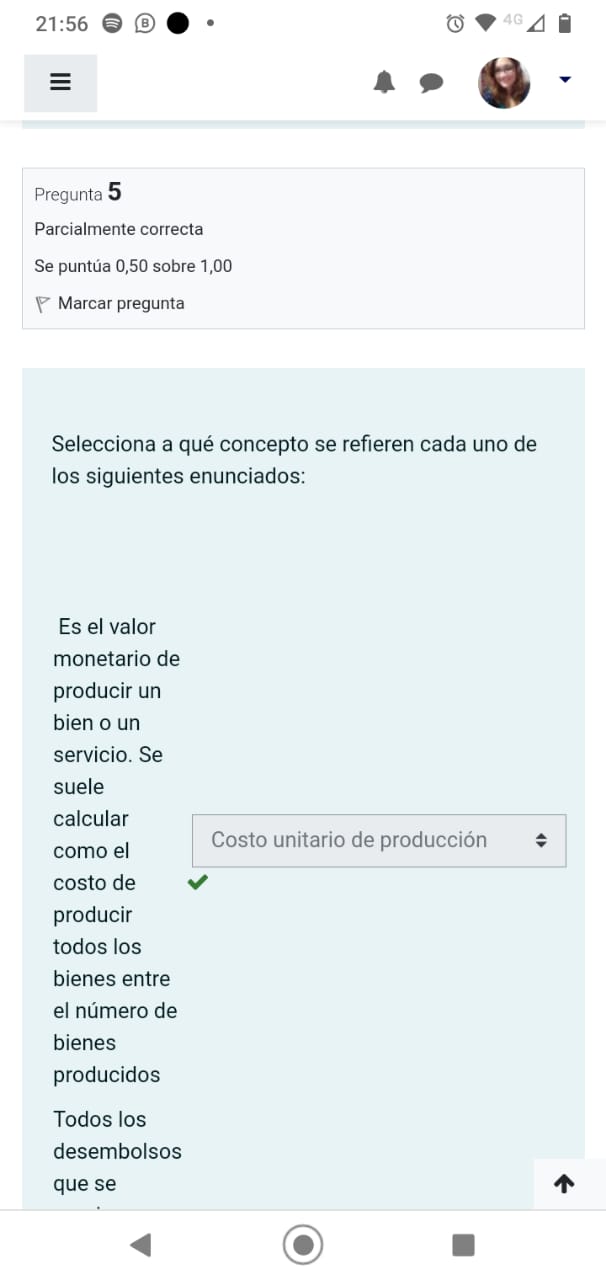 21:56
4G
Pregunta 5
Parcialmente correcta
Se puntúa 0,50 sobre 1,00
Marcar pregunta
Selecciona a qué concepto se refieren cada uno de
los siguientes enunciados:
Es el valor
monetario de
producir un
bien o un
servicio. Se
suele
calcular
como el
costo de
producir
todos los
bienes entre
el número de
bienes
producidos
Costo unitario de producción
Todos los
desembolsos
que se